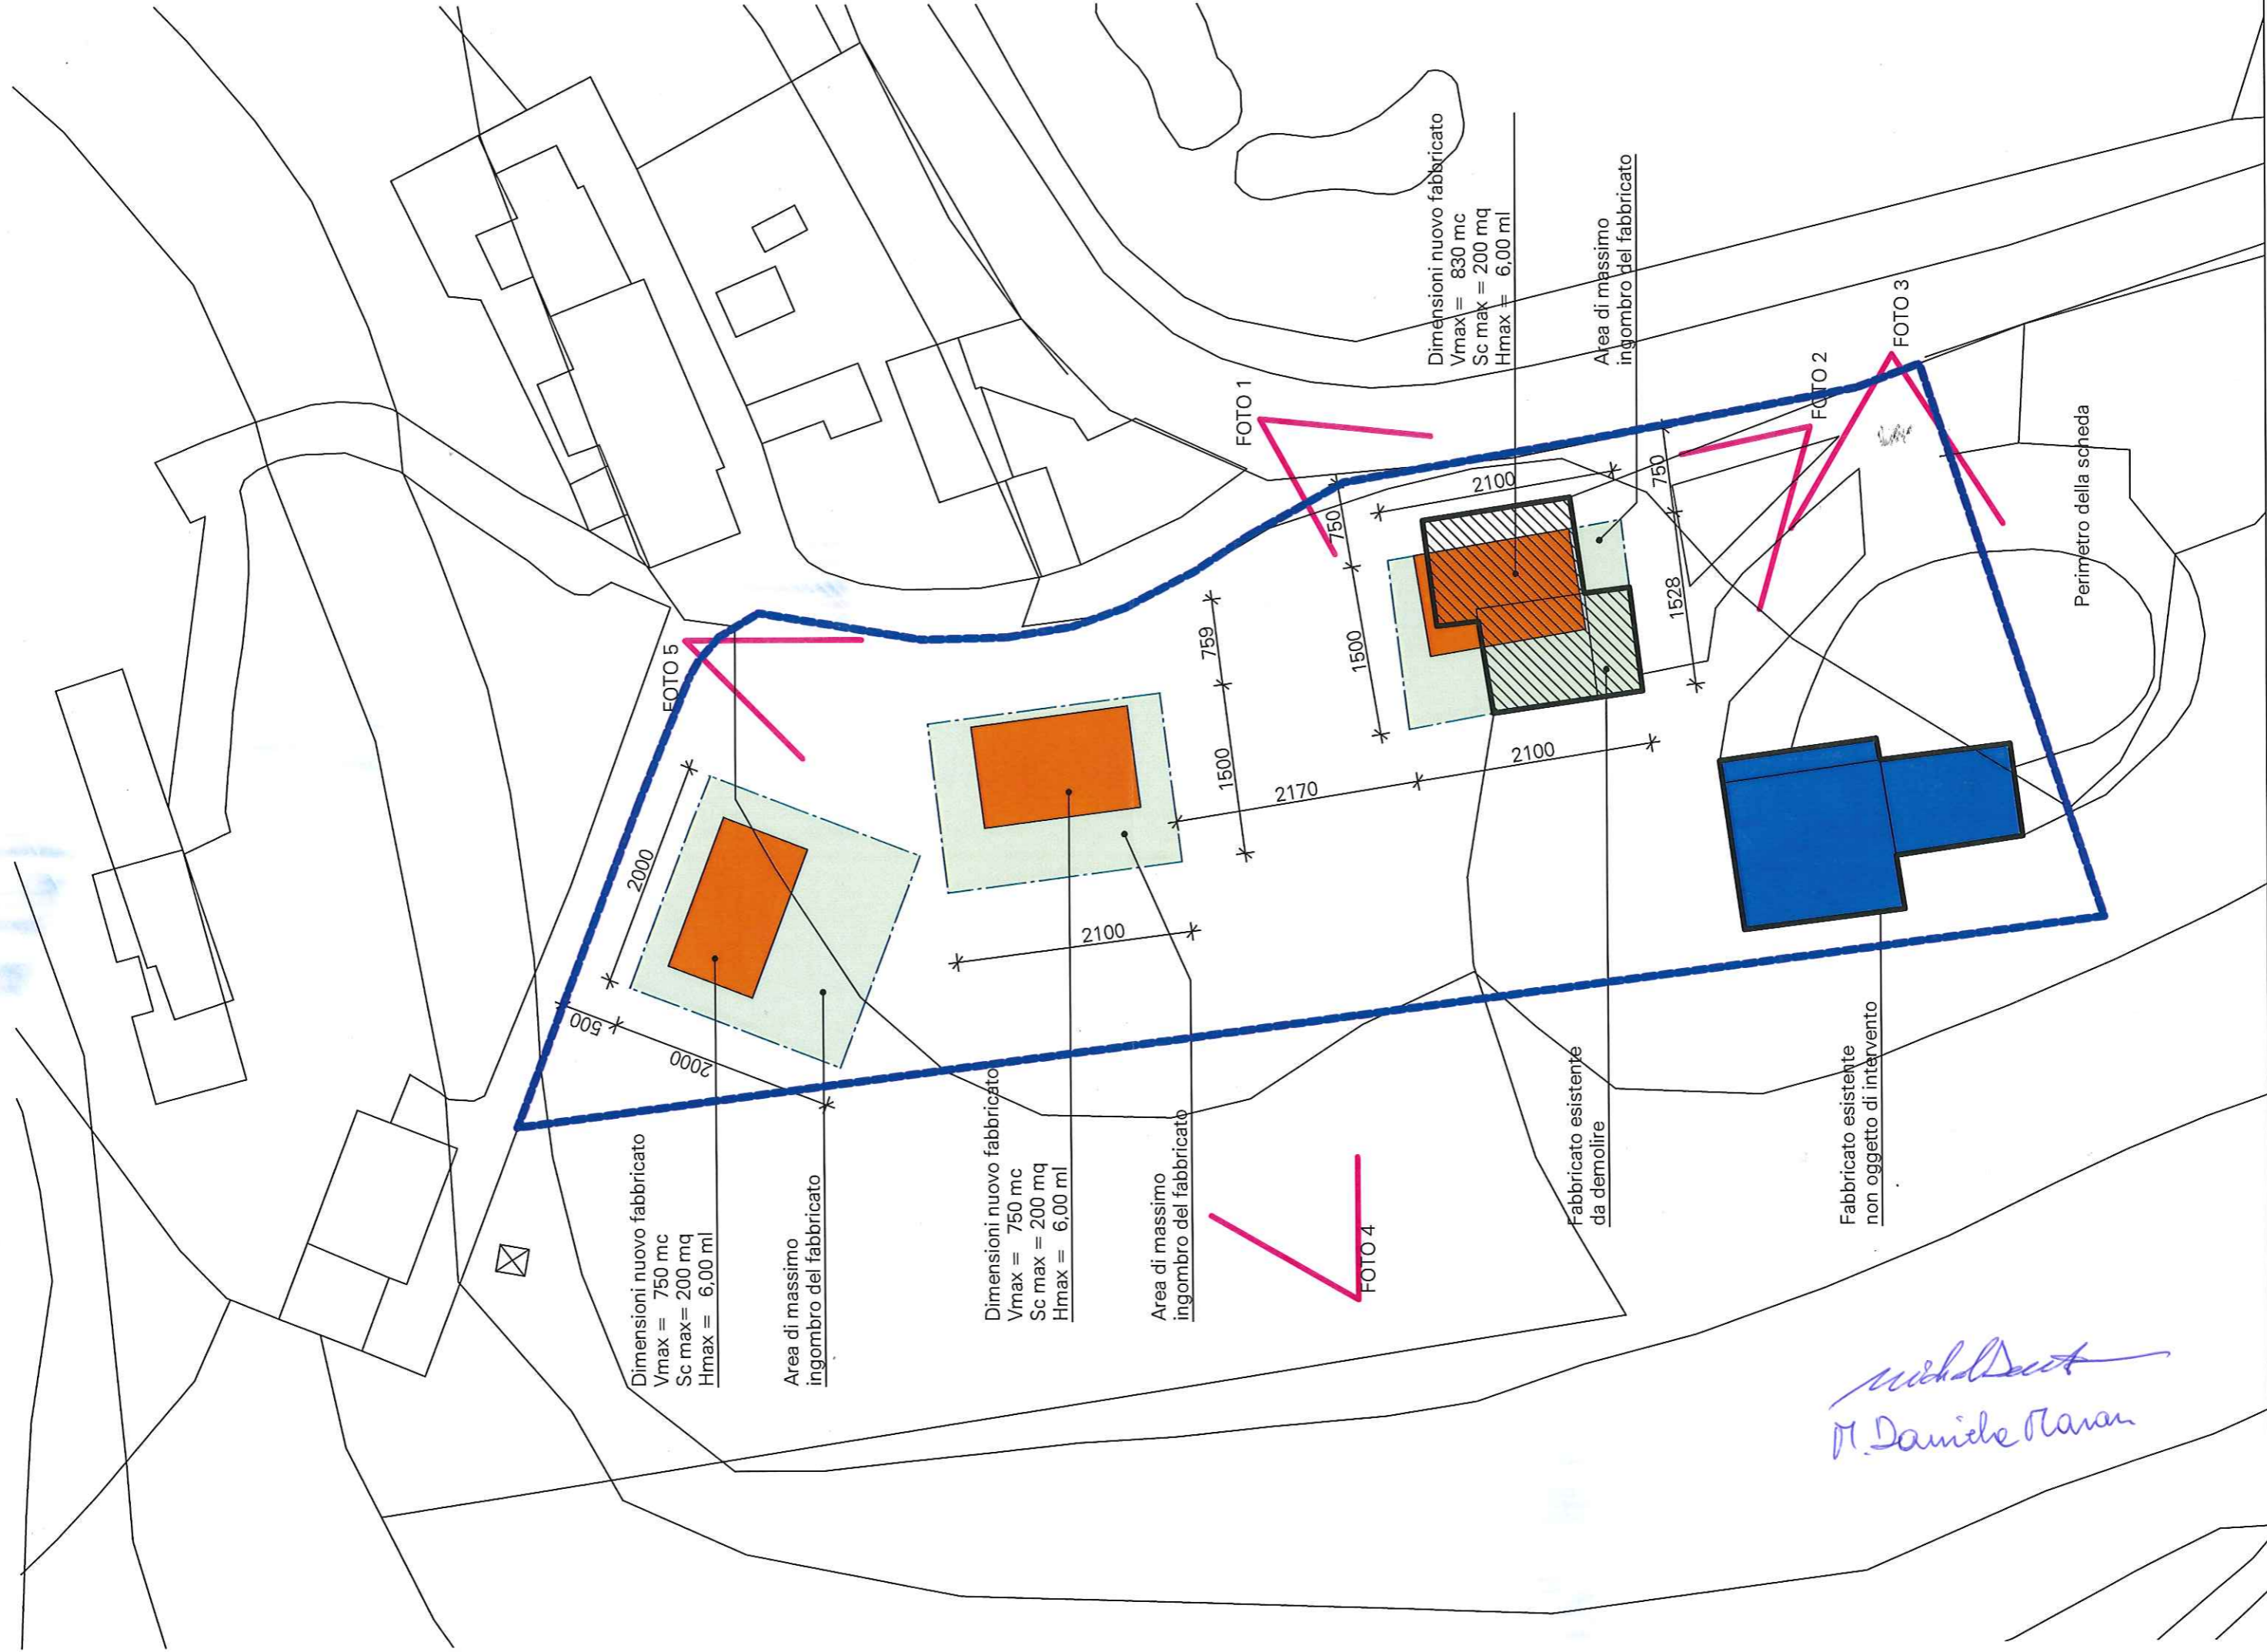 Dimensioni nuovo fabbricato
Vmax = 750 mc
Sc max= 200 mq
Hmax = 6,00 ml
Area di massimo
ingombro del fabbricato
Dimensioni nuovo fabbricato
Vmax = 750 mc
Sc max = 200 mq
Hmax = 6,00 ml
Area di massimo
ingombro del fabbricato
Dimensioni nuovo fabbricato
Vmax = 830 mc
Sc max = 200 mq
Hmax = 6,00 ml
Area di massimo
ingombro del fabbricato
Fabbricato esistente
da demolire
Fabbricato esistente
non oggetto di intervento
Perimetro della scheda
FOTO 1
FOTO 2
FOTO 3
FOTO 4
FOTO 5
500
2000
2000
2100
1500
759
2170
2100
1500
750
2100
750
1528
M. Daniela